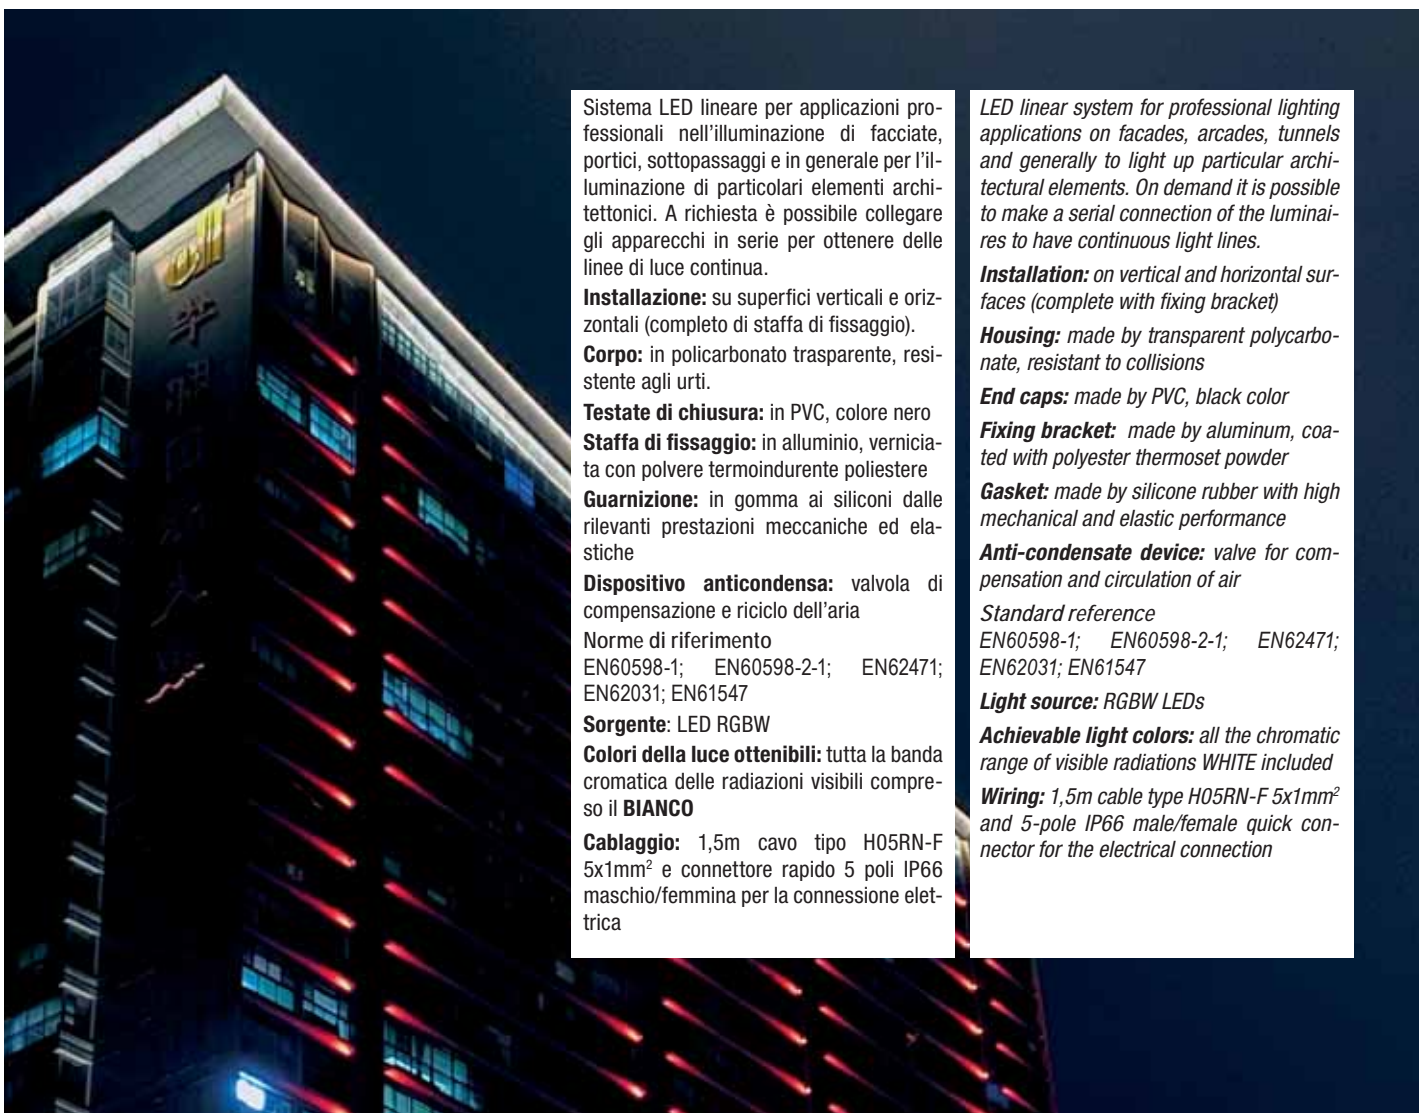 Sistema LED lineare per applicazioni pro-
fessionali nell'illuminazione di facciate,
portici, sottopassaggi e in generale per l'il-
luminazione di particolari elementi archi-
tettonici. A richiesta è possibile collegare
gli apparecchi in serie per ottenere delle
linee di luce continua.
Installazione: su superfici verticali e oriz-
zontali (completo di staffa di fissaggio).
Corpo: in policarbonato trasparente, resi-
stente agli urti.
Testate di chiusura: in PVC, colore nero
Staffa di fissaggio: in alluminio, vernicia-
ta con polvere termoindurente poliestere
Guarnizione: in gomma ai siliconi dalle
rilevanti prestazioni meccaniche ed ela-
stiche
Dispositivo anticondensa: valvola di
compensazione e riciclo dell'aria
Norme di riferimento
EN60598-1; EN60598-2-1; EN62471;
EN62031; EN61547
Sorgente: LED RGBW
Colori della luce ottenibili: tutta la banda
cromatica delle radiazioni visibili compre-
so il BIANCO
Cablaggio: 1,5m cavo tipo H05RN-F
5x1mm² e connettore rapido 5 poli IP66
maschio/femmina per la connessione elet-
trica
LED linear system for professional lighting
applications on facades, arcades, tunnels
and generally to light up particular archi-
tectural elements. On demand it is possible
to make a serial connection of the luminai-
res to have continuous light lines.
Installation: on vertical and horizontal sur-
faces (complete with fixing bracket)
Housing: made by transparent polycarbo-
nate, resistant to collisions
End caps: made by PVC, black color
Fixing bracket: made by aluminum, coa-
ted with polyester thermoset powder
Gasket: made by silicone rubber with high
mechanical and elastic performance
Anti-condensate device: valve for com-
pensation and circulation of air
Standard reference
EN60598-1; EN60598-2-1; EN62471;
EN62031; EN61547
Light source: RGBW LEDs
Achievable light colors: all the chromatic
range of visible radiations WHITE included
Wiring: 1,5m cable type H05RN-F 5x1mm²
and 5-pole IP66 male/female quick con-
nector for the electrical connection